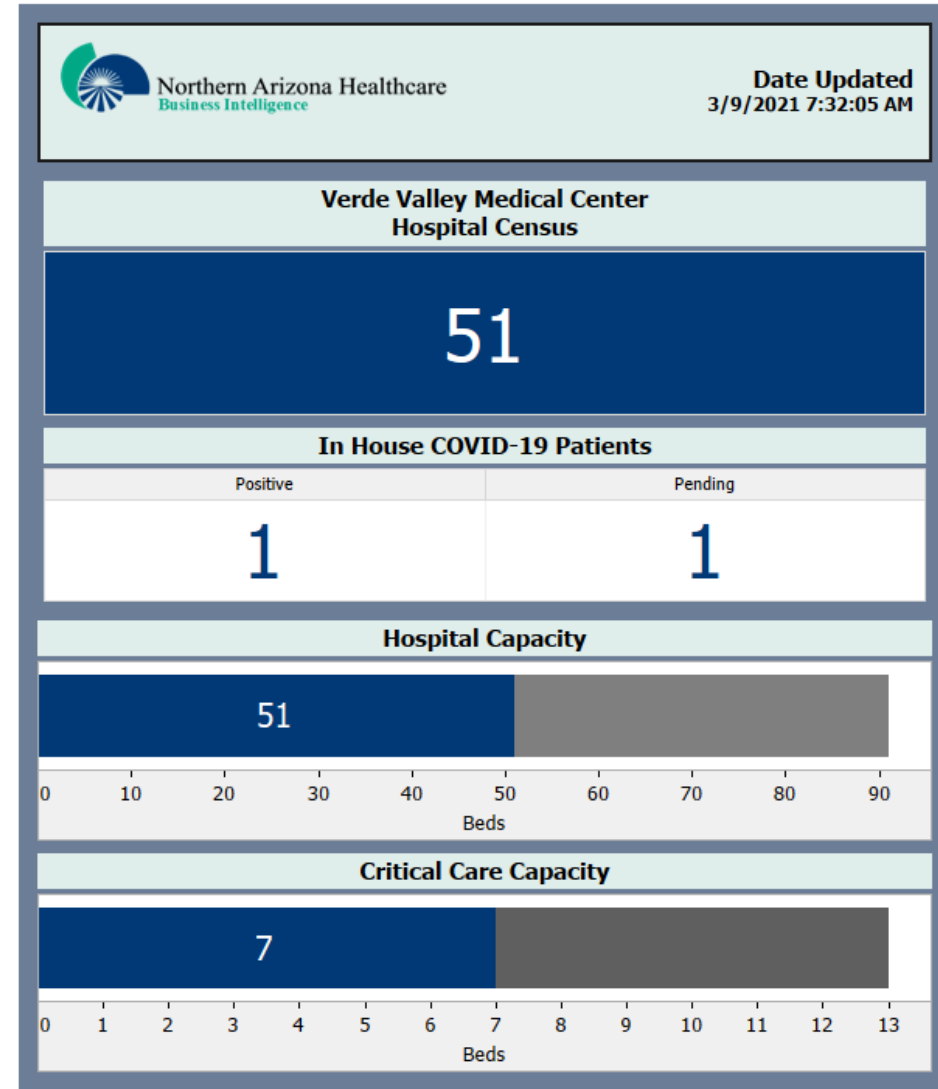 Northern Arizona Healthcare
Business Intelligence
Date Updated
3/9/2021 7:32:05 AM
Verde Valley Medical Center
Hospital Census
51
In House COVID-19 Patients
Positive Pending
1 1
Hospital Capacity
51
0 10 20 30 40 50 60 70 80 90
Beds
Critical Care Capacity
7
0 1 2 3 4 5 6 7 8 9 10 11 12 13
Beds